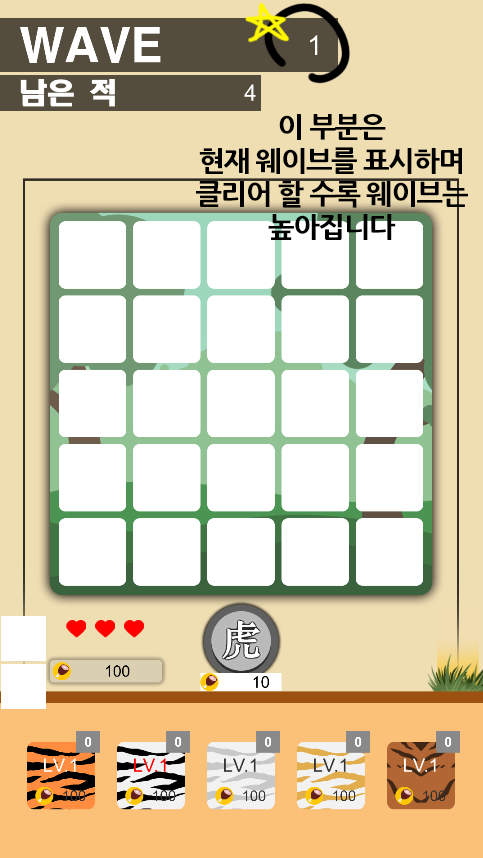 WAVE 1
남은 적 4
이 부분은
현재 웨이브를 표시하며
클리어 할 수록 웨이브는
높아집니다
100
虎
10
0 0 0 0 0
LV.1 LV.1 LV.1 LV.1 LV.1
100 100 100 100 100